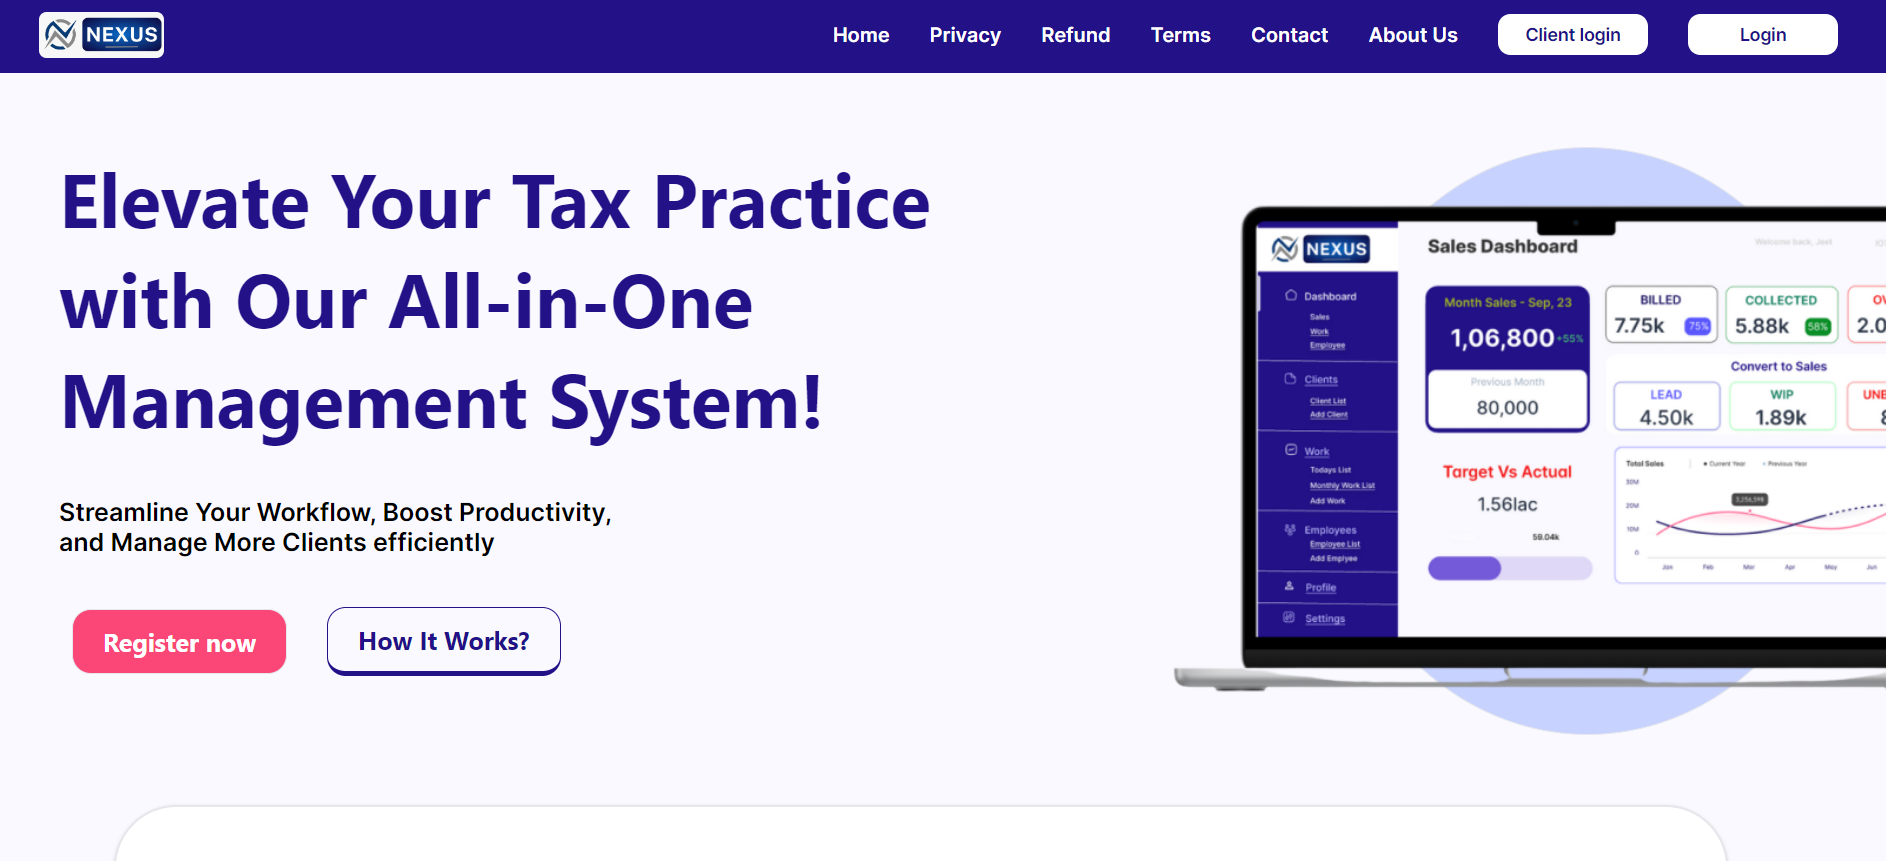 NEXUS
Home Privacy Refund Terms Contact About Us Client login Login
Elevate Your Tax Practice
with Our All-in-One
Management System!
Streamline Your Workflow, Boost Productivity,
and Manage More Clients efficiently
Register now How It Works?
NEXUS
Dashboard
Sales
Work
Employee
Clients
Client List
Add Client
Work
Todays List
Monthly Work List
Add Work
Employees
Employee List
Add Emplyee
Profile
Settings
Sales Dashboard
Welcome back, Jeet
Month Sales - Sep, 23
1,06,800 +55%
Previous Month
80,000
BILLED
7.75k 75%
COLLECTED
5.88k 58%
2.0
Convert to Sales
LEAD
4.50k
WIP
1.89k
Target Vs Actual
1.56lac
59.04k
Total Sales
Current Year Previous Year
30M
20M
10M
0
3,256,598
Jan Feb Mar Apr May Jun